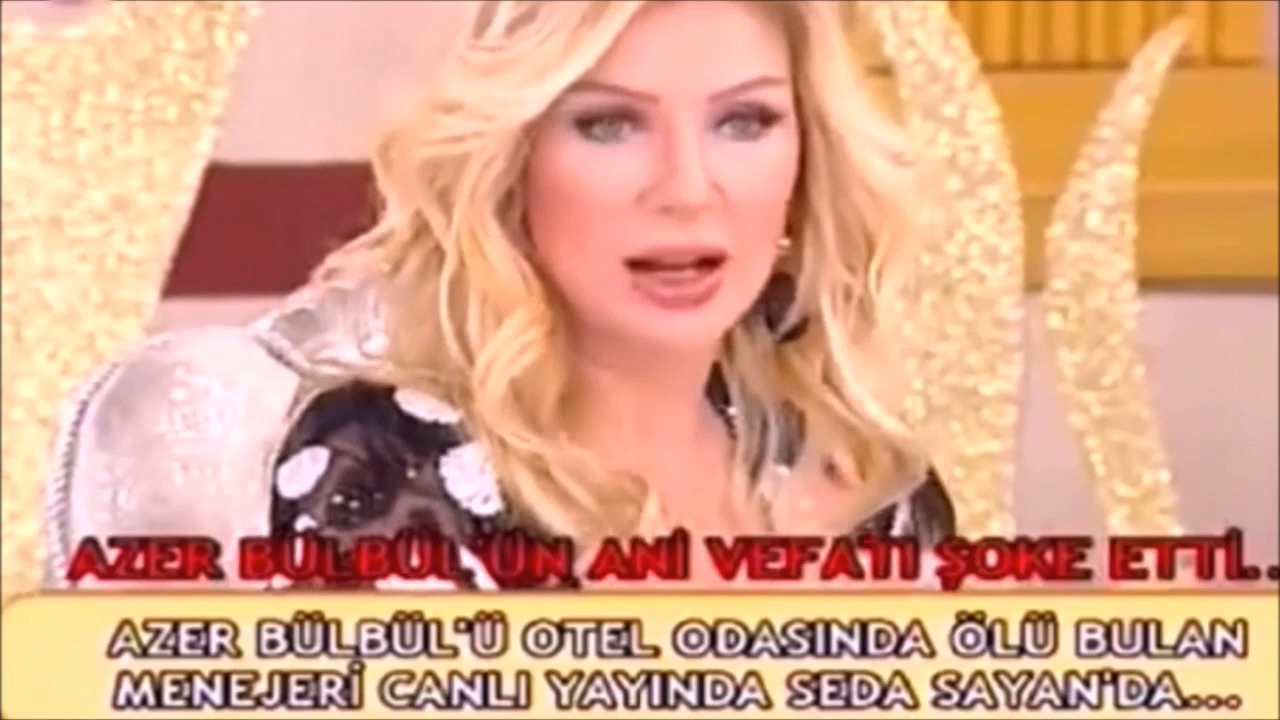 AZER BÜLBÜL'ÜN ANİ VEFATI ŞOKE ETTİ..
AZER BÜLBÜL'Ü OTEL ODASINDA ÖLÜ BULAN
MENEJERİ CANLI YAYINDA SEDA SAYAN'DA...